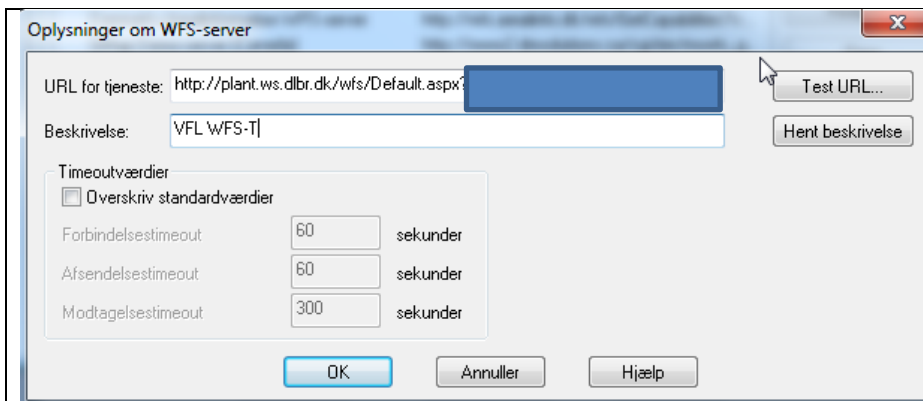 Oplysninger om WFS-server
URL for tjeneste: http://plant.ws.dlbr.dk/wfs/Default.aspx? Test URL...
Beskrivelse: VFL WFS-T Hent beskrivelse
Timeoutværdier
Overskriv standardværdier
Forbindelsestimeout 60 sekunder
Afsendelsestimeout 60 sekunder
Modtagelsestimeout 300 sekunder
OK Annuller Hjælp